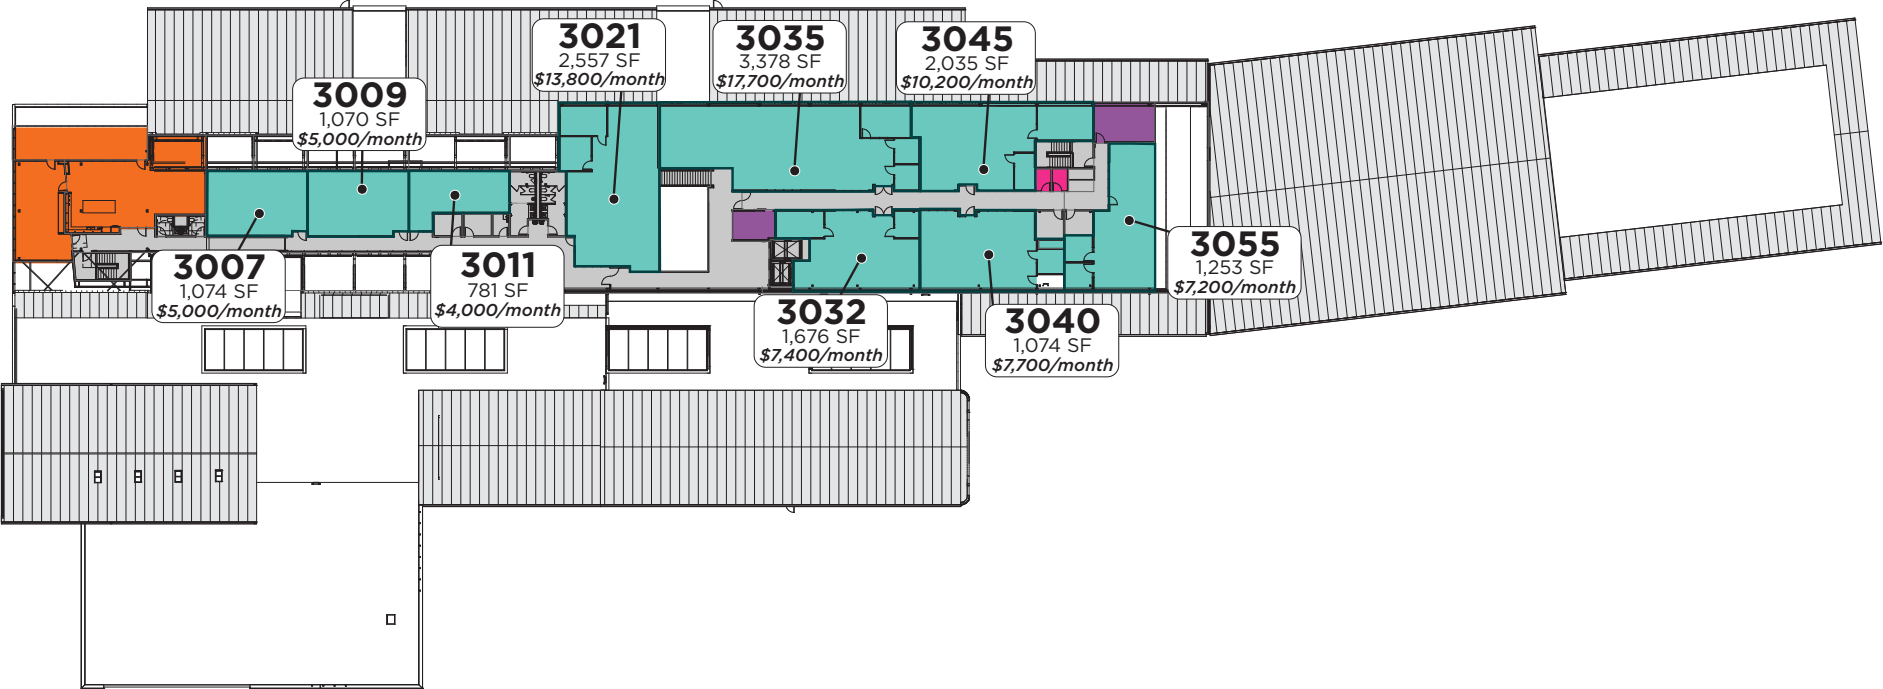 3021
2,557 SF
$13,800/month
3035
3,378 SF
$17,700/month
3045
2,035 SF
$10,200/month
3009
1,070 SF
$5,000/month
3007
1,074 SF
$5,000/month
3011
781 SF
$4,000/month
3055
1,253 SF
$7,200/month
3032
1,676 SF
$7,400/month
3040
1,074 SF
$7,700/month